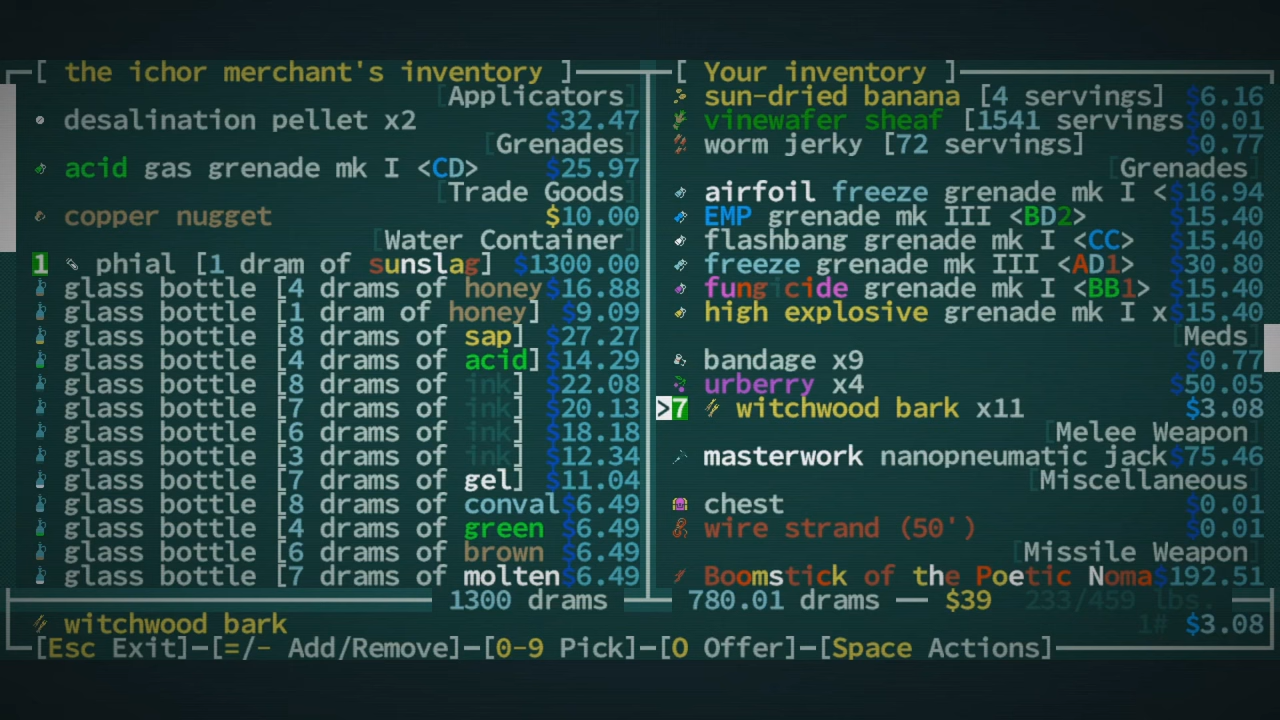 [ the ichor merchant's inventory ]
[Applicators]
desalination pellet x2 $32.47
[Grenades]
acid gas grenade mk I <CD> $25.97
[Trade Goods]
copper nugget $10.00
[Water Container]
1 phial [1 dram of sunslag] $1300.00
glass bottle [4 drams of honey $16.88
glass bottle [1 dram of honey] $9.09
glass bottle [8 drams of sap] $27.27
glass bottle [4 drams of acid] $14.29
glass bottle [8 drams of ink] $22.08
glass bottle [7 drams of ink] $20.13
glass bottle [6 drams of ink] $18.18
glass bottle [3 drams of ink] $12.34
glass bottle [7 drams of gel] $11.04
glass bottle [8 drams of conval $6.49
glass bottle [4 drams of green $6.49
glass bottle [6 drams of brown $6.49
glass bottle [7 drams of molten $6.49
1300 drams
[ Your inventory ]
sun-dried banana [4 servings] $6.16
vinewafer sheaf [1541 servings $0.01
worm jerky [72 servings] $0.77
[Grenades]
airfoil freeze grenade mk I < $16.94
EMP grenade mk III <BD2> $15.40
flashbang grenade mk I <CC> $15.40
freeze grenade mk III <AD1> $30.80
fungicide grenade mk I <BB1> $15.40
high explosive grenade mk I x $15.40
[Meds]
bandage x9 $0.77
urberry x4 $50.05
>7 witchwood bark x11 $3.08
[Melee Weapon]
masterwork nanopneumatic jack $75.46
[Miscellaneous]
chest $0.01
wire strand (50') $0.01
[Missile Weapon]
Boomstick of the Poetic Noma $192.51
780.01 drams — $39 233/459 lbs.
witchwood bark 1# $3.08
[Esc Exit]—[=/- Add/Remove]—[0-9 Pick]—[O Offer]—[Space Actions]